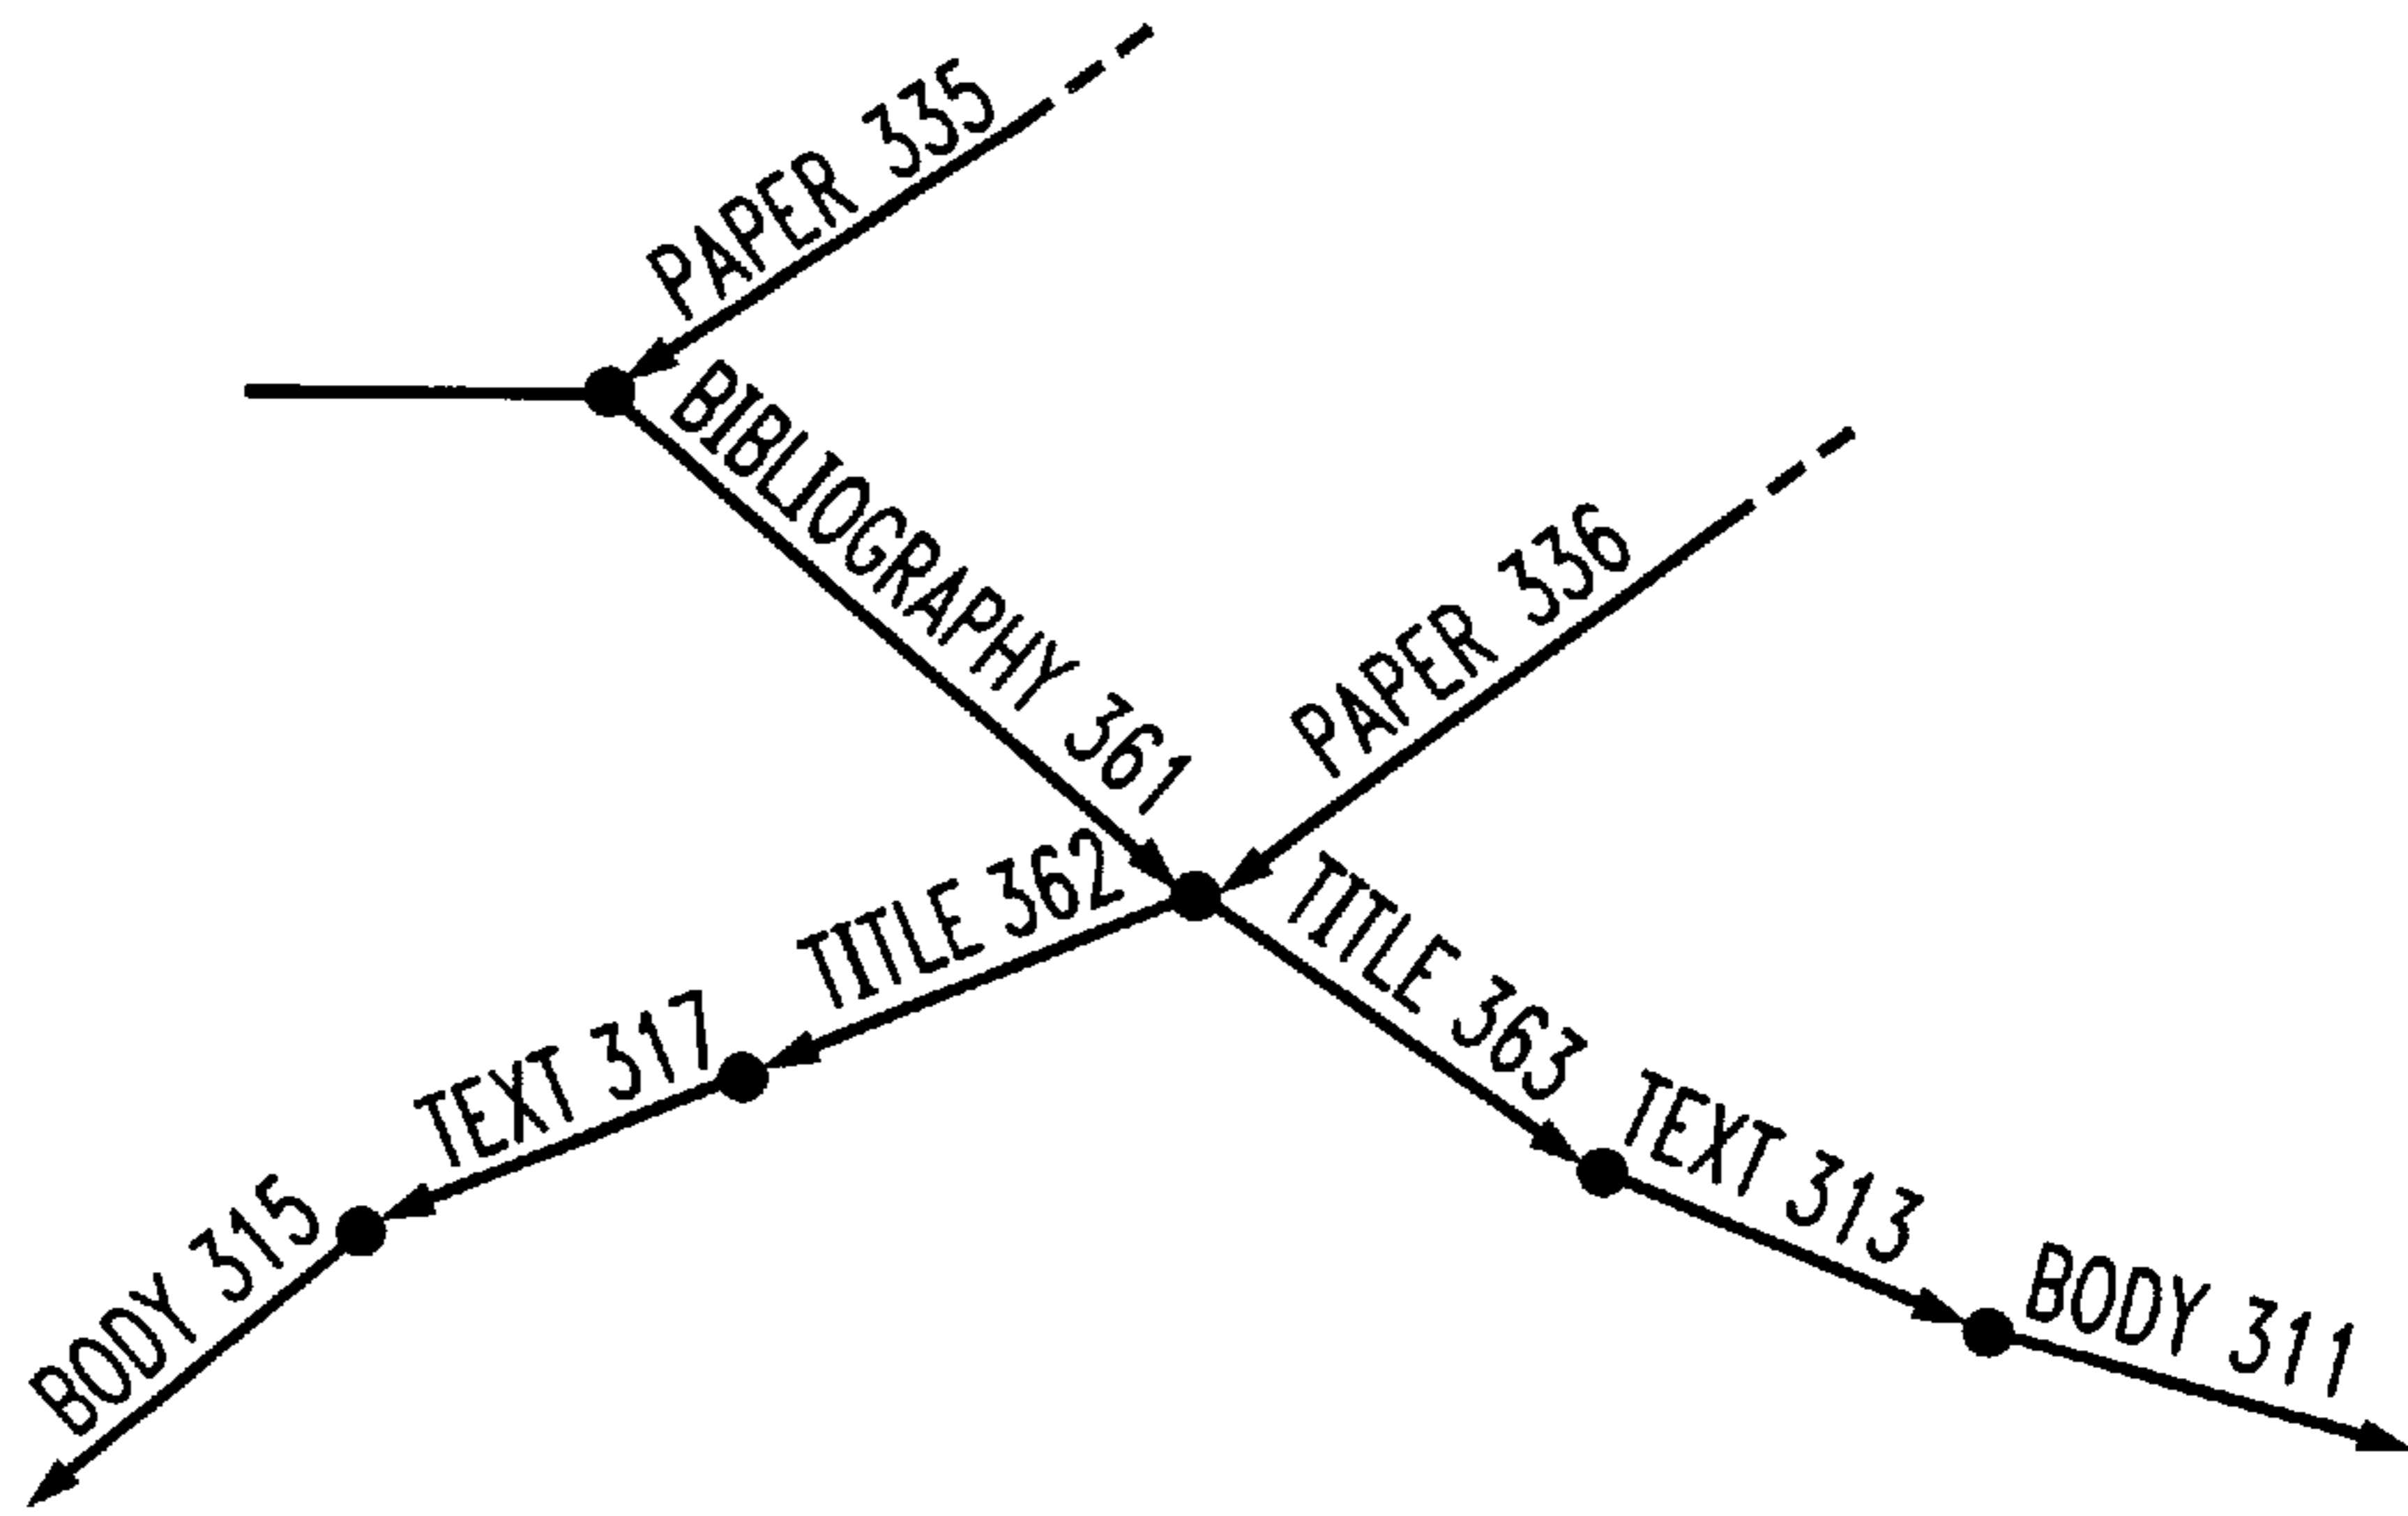 PAPER 335
BIBLIOGRAPHY 361
PAPER 336
TITLE 362
TITLE 363
TEXT 317
TEXT 313
BODY 315
BODY 311